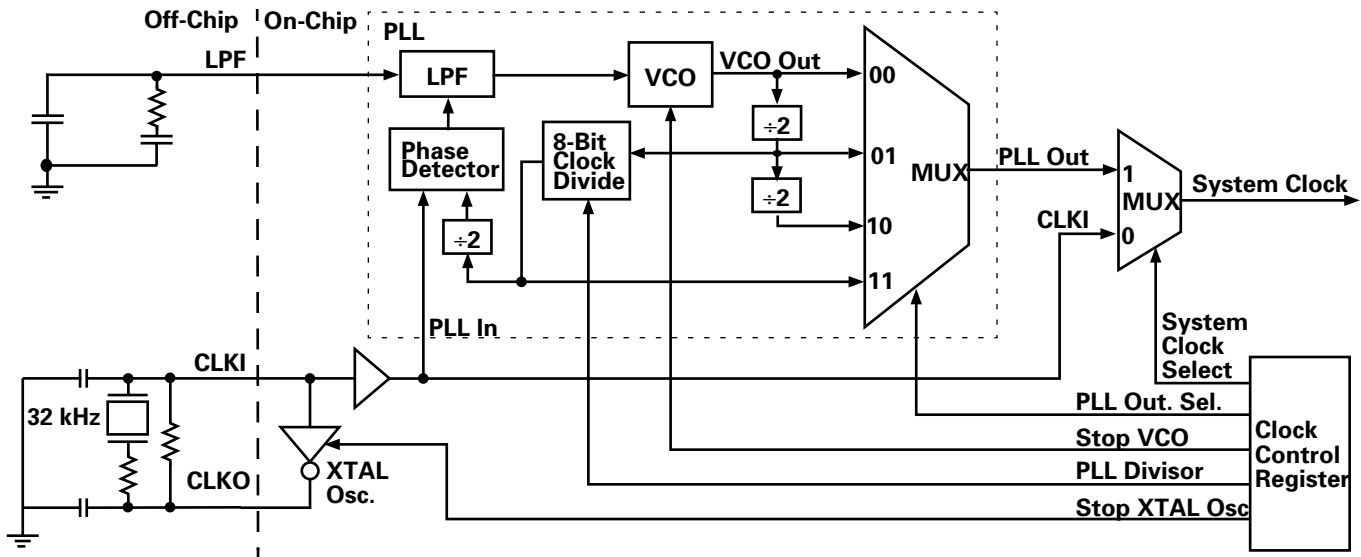 Off-Chip
On-Chip
PLL
LPF
LPF
VCO
VCO Out
00
÷2
Phase
Detector
8-Bit
Clock
Divide
01
MUX
PLL Out
1
MUX
System Clock
÷2
CLKI
0
÷2
10
11
PLL In
System
Clock
Select
CLKI
32 kHz
PLL Out. Sel.
Stop VCO
Clock
Control
Register
CLKO
XTAL
Osc.
PLL Divisor
Stop XTAL Osc